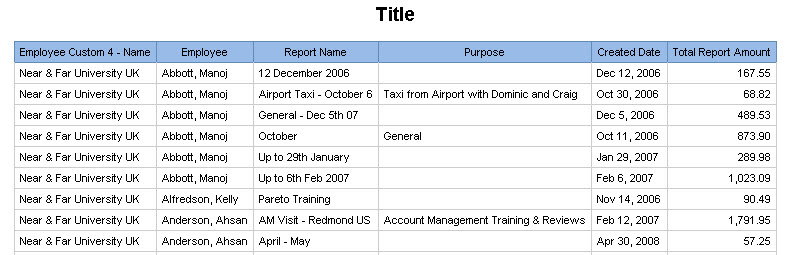 Title
Employee Custom 4 - Name Employee Report Name Purpose Created Date Total Report Amount
Near & Far University UK Abbott, Manoj 12 December 2006 Dec 12, 2006 167.55
Near & Far University UK Abbott, Manoj Airport Taxi - October 6 Taxi from Airport with Dominic and Craig Oct 30, 2006 68.82
Near & Far University UK Abbott, Manoj General - Dec 5th 07 Dec 5, 2006 489.53
Near & Far University UK Abbott, Manoj October General Oct 11, 2006 873.90
Near & Far University UK Abbott, Manoj Up to 29th January Jan 29, 2007 289.98
Near & Far University UK Abbott, Manoj Up to 6th Feb 2007 Feb 6, 2007 1,023.09
Near & Far University UK Alfredson, Kelly Pareto Training Nov 14, 2006 90.49
Near & Far University UK Anderson, Ahsan AM Visit - Redmond US Account Management Training & Reviews Feb 12, 2007 1,791.95
Near & Far University UK Anderson, Ahsan April - May Apr 30, 2008 57.25